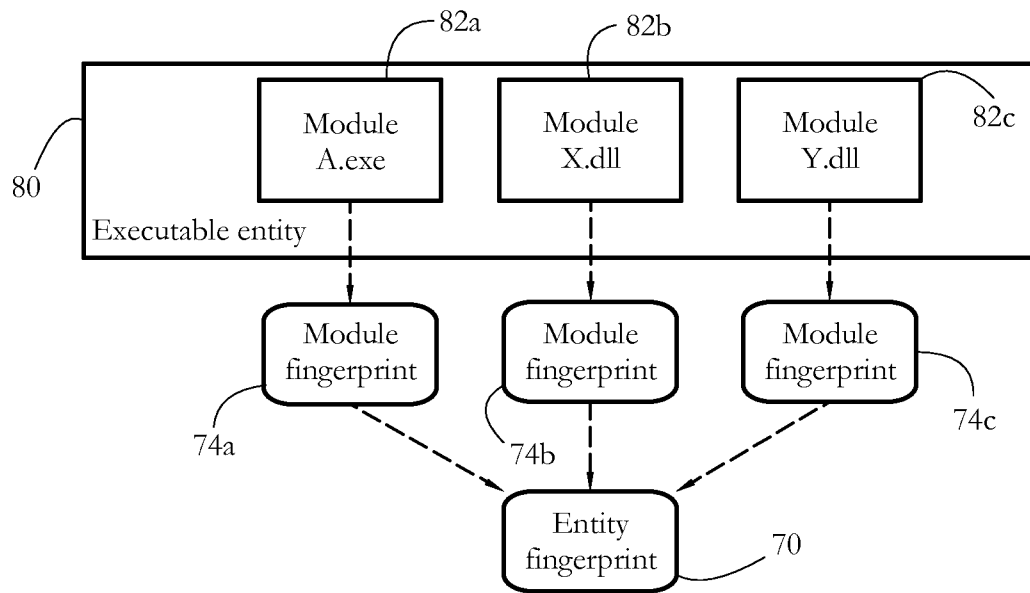 82a
82b
82c
80
Module
A.exe
Module
X.dll
Module
Y.dll
Executable entity
Module
fingerprint
Module
fingerprint
Module
fingerprint
74a
74b
74c
Entity
fingerprint
70